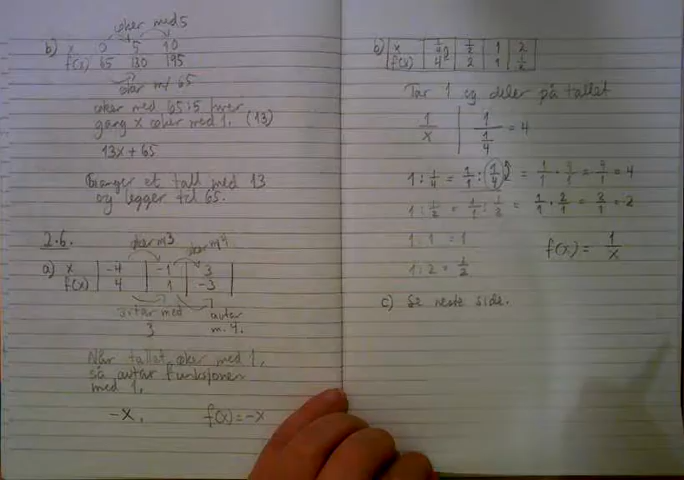 øker med 5
b) x 0 5 10
f(x) 65 130 195
øker m/ 65
øker med 65:5 hver
gang x øker med 1. (13)
13x + 65
Ganger et tall med 13
og legger til 65.
2.6.
øker m3 øker m4
a) x -4 -1 3
f(x) 4 1 -3
avtar med
3
avtar
m. 4.
Når tallet øker med 1,
så avtar funksjonen
med 1.
-x. f(x) = -x
b) x 1/4 1/2 1 2
f(x) 4 2 1 1/2
Tar 1 og deler på tallet
1/x 1/(1/4) = 4
1 : 1/4 = 1/1 : 1/4 = 1/1 · 4/1 = 4/1 = 4
1 : 1/2 = 1/1 : 1/2 = 1/1 · 2/1 = 2/1 = 2
1 : 1 = 1
f(x) = 1/x
1 : 2 = 1/2
c) Se neste side.